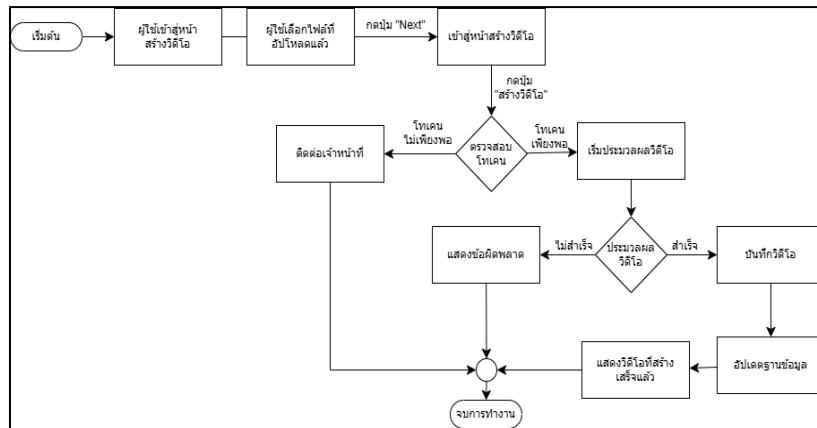 เริ่มต้น
ผู้ใช้เข้าสู่หน้า
สร้างวิดีโอ
ผู้ใช้เลือกไฟล์ที่
อัปโหลดแล้ว
กดปุ่ม "Next"
เข้าสู่หน้าสร้างวิดีโอ
กดปุ่ม
"สร้างวิดีโอ"
ติดต่อเจ้าหน้าที่
โทเคน
ไม่เพียงพอ
ตรวจสอบ
โทเคน
โทเคน
เพียงพอ
เริ่มประมวลผลวิดีโอ
แสดงข้อผิดพลาด
ไม่สำเร็จ
ประมวลผล
วิดีโอ
สำเร็จ
บันทึกวิดีโอ
แสดงวิดีโอที่สร้าง
เสร็จแล้ว
อัปเดตฐานข้อมูล
จบการทำงาน